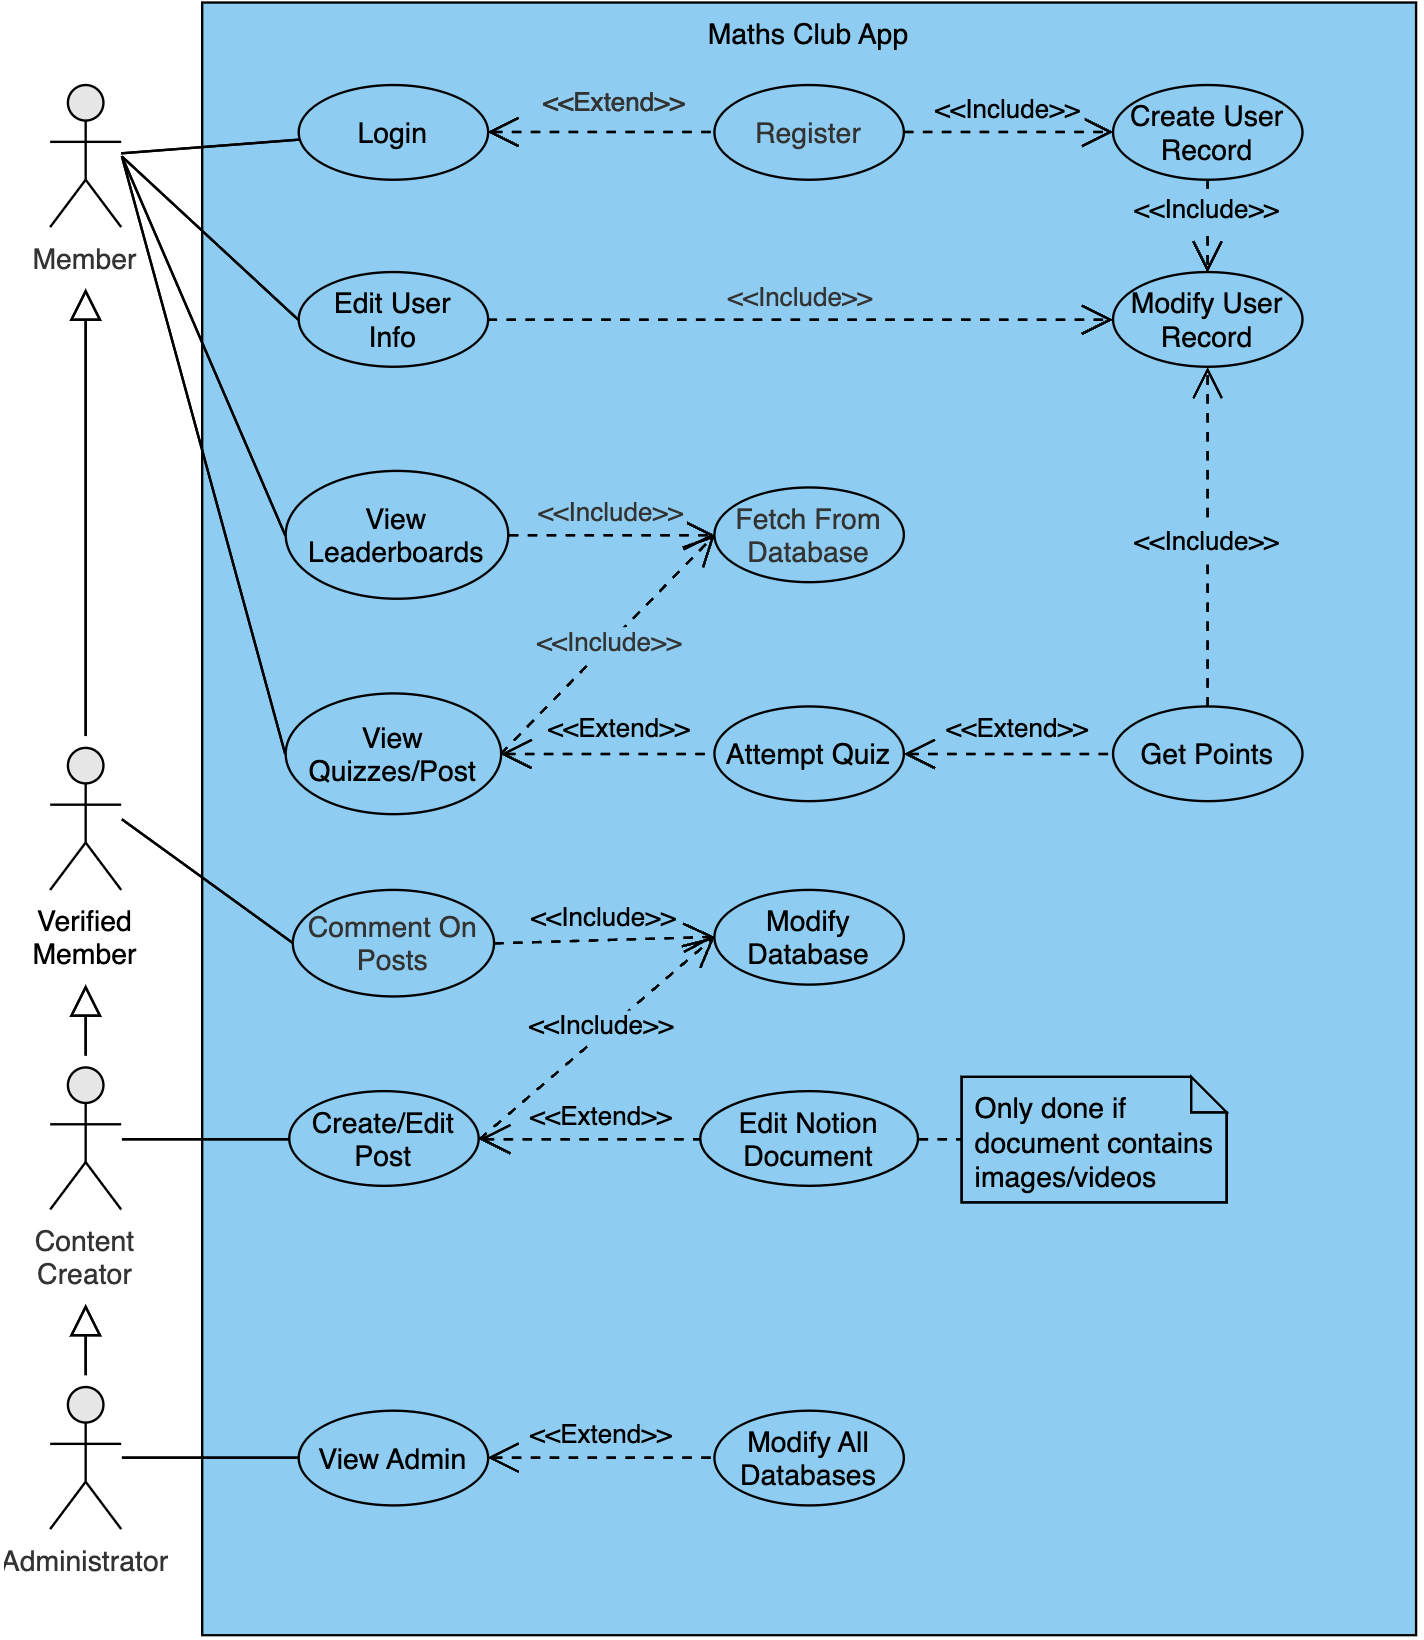 Maths Club App
Login
<<Extend>>
Register
<<Include>>
Create User
Record
Member
<<Include>>
Edit User
Info
<<Include>>
Modify User
Record
View
Leaderboards
<<Include>>
Fetch From
Database
<<Include>>
<<Include>>
View
Quizzes/Post
<<Extend>>
Attempt Quiz
<<Extend>>
Get Points
Verified
Member
Comment On
Posts
<<Include>>
Modify
Database
<<Include>>
Create/Edit
Post
<<Extend>>
Edit Notion
Document
Only done if
document contains
images/videos
Content
Creator
View Admin
<<Extend>>
Modify All
Databases
Administrator